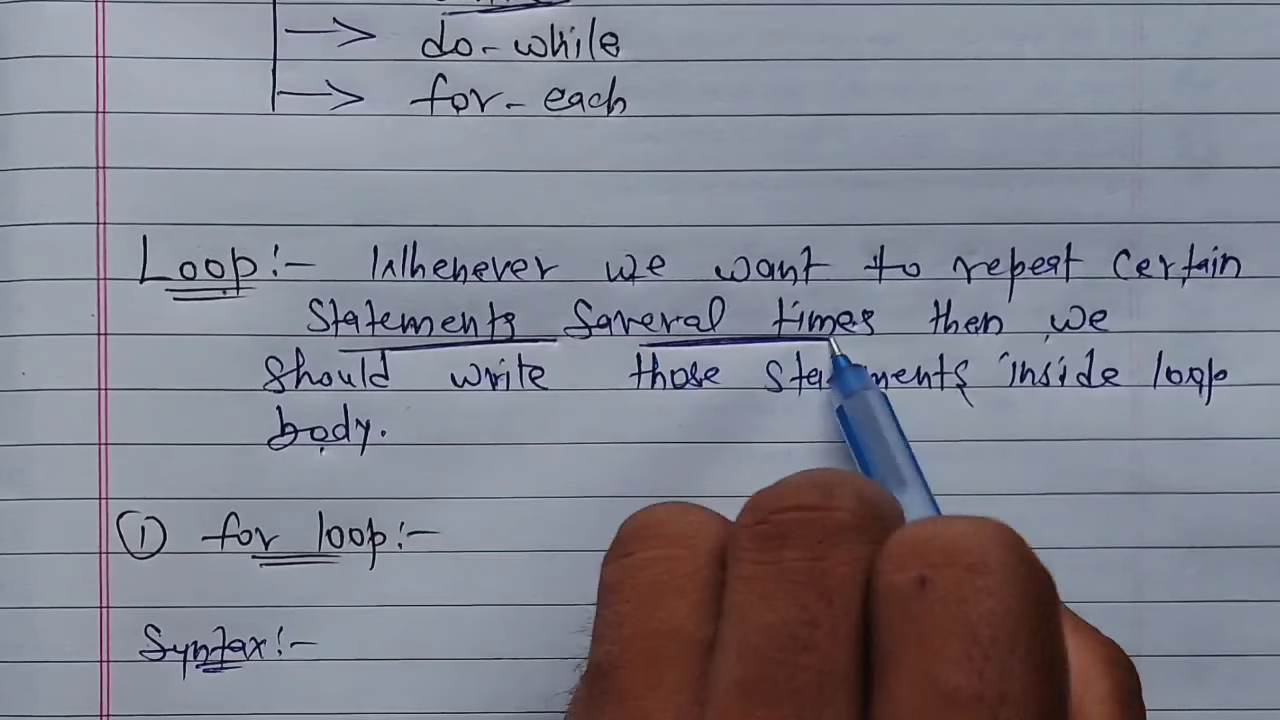 do-while
for-each
Loop:- Whenever we want to repeat certain
statements saveral times then we
should write those statements inside loop
body.
① for loop:-
Syntax:-